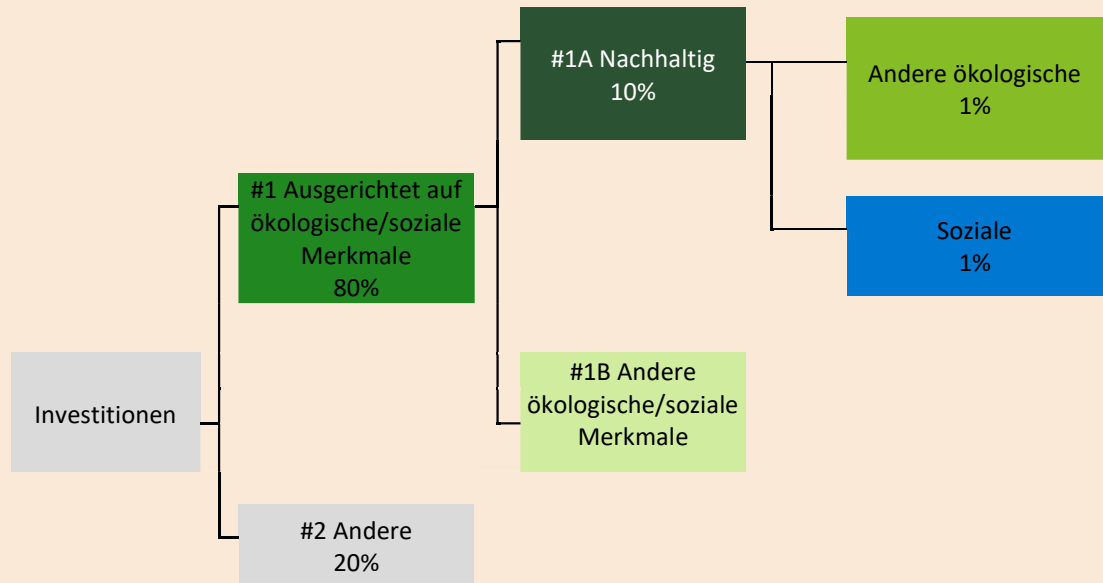 #1A Nachhaltig
10%
Andere ökologische
1%
#1 Ausgerichtet auf
ökologische/soziale
Merkmale
80%
Soziale
1%
Investitionen
#1B Andere
ökologische/soziale
Merkmale
#2 Andere
20%